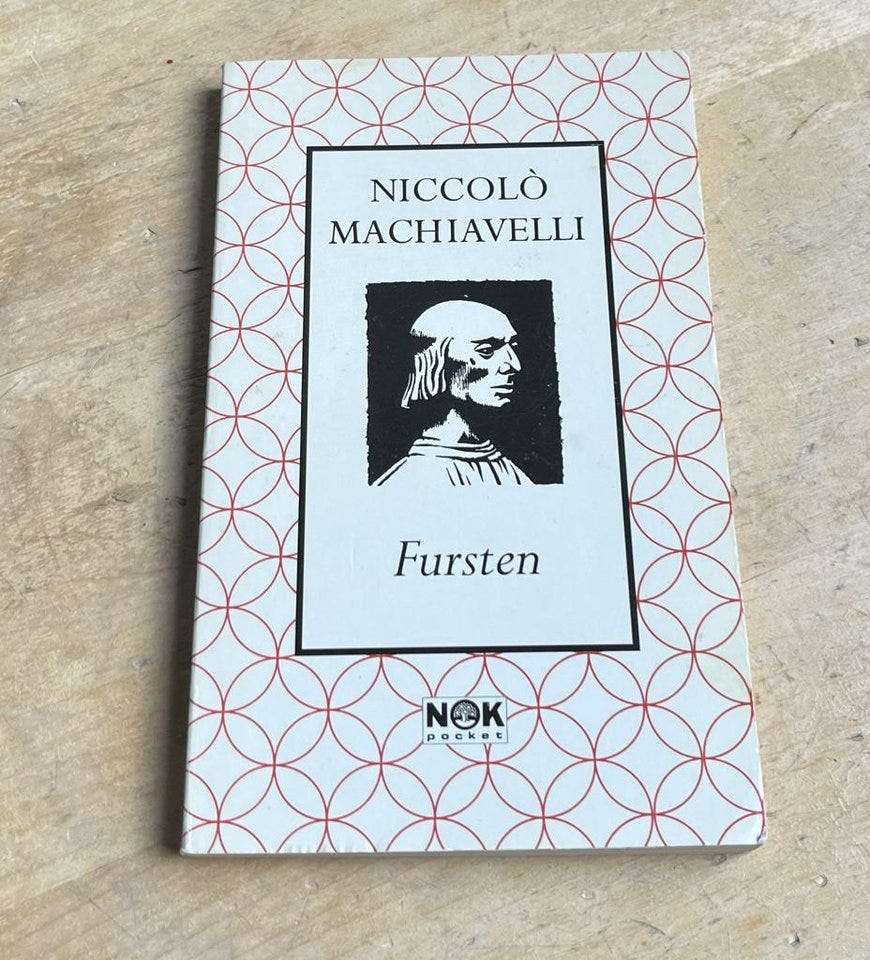 NICCOLÒ
MACHIAVELLI
Fursten
NOK
pocket